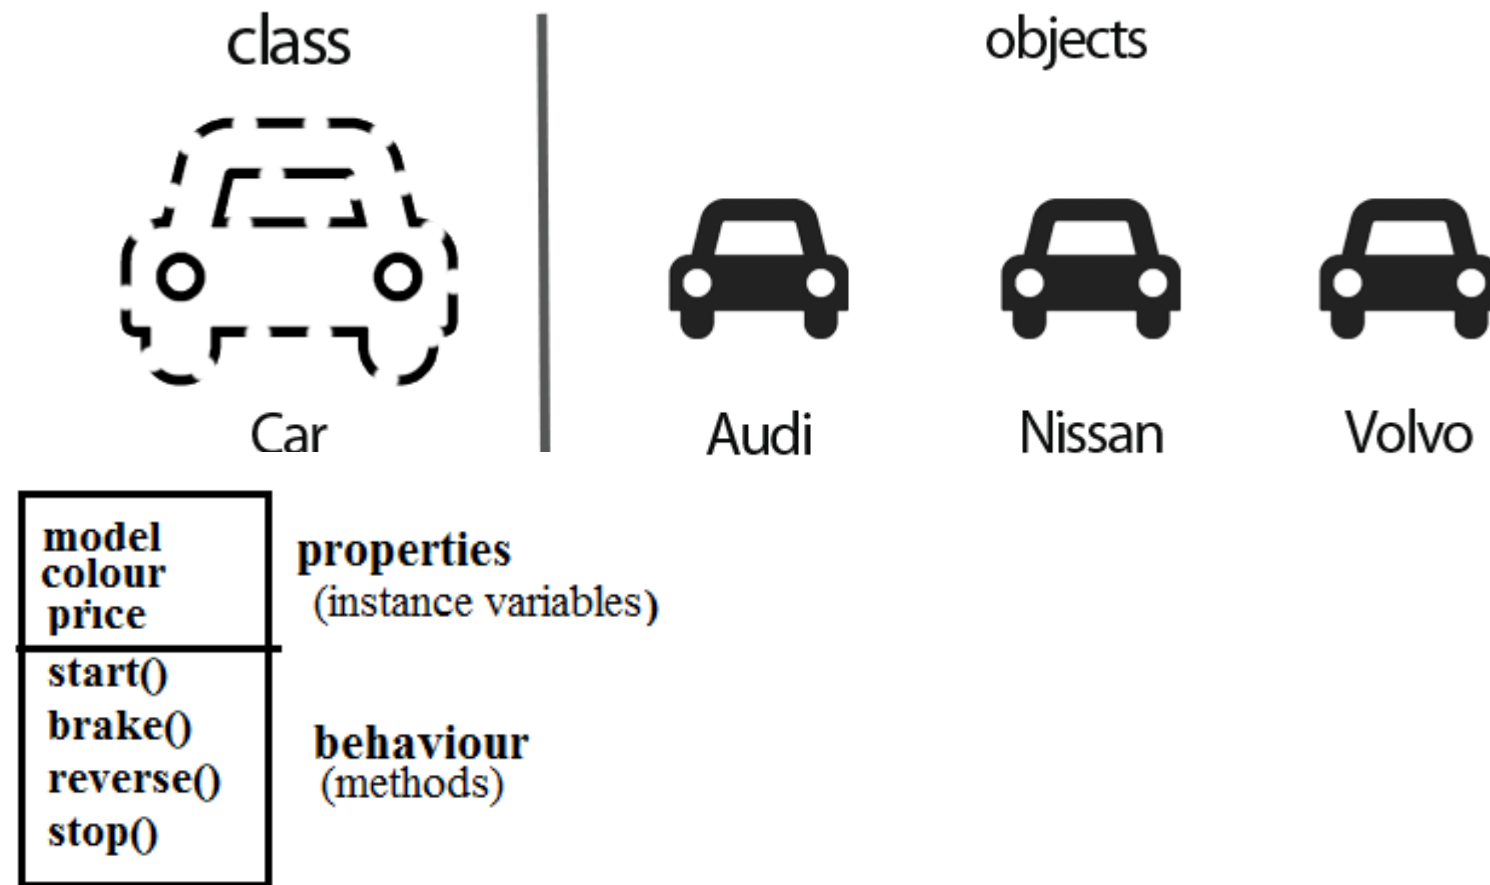 class
objects
Car
Audi
Nissan
Volvo
model
colour
price
properties
(instance variables)
start()
brake()
reverse()
stop()
behaviour
(methods)